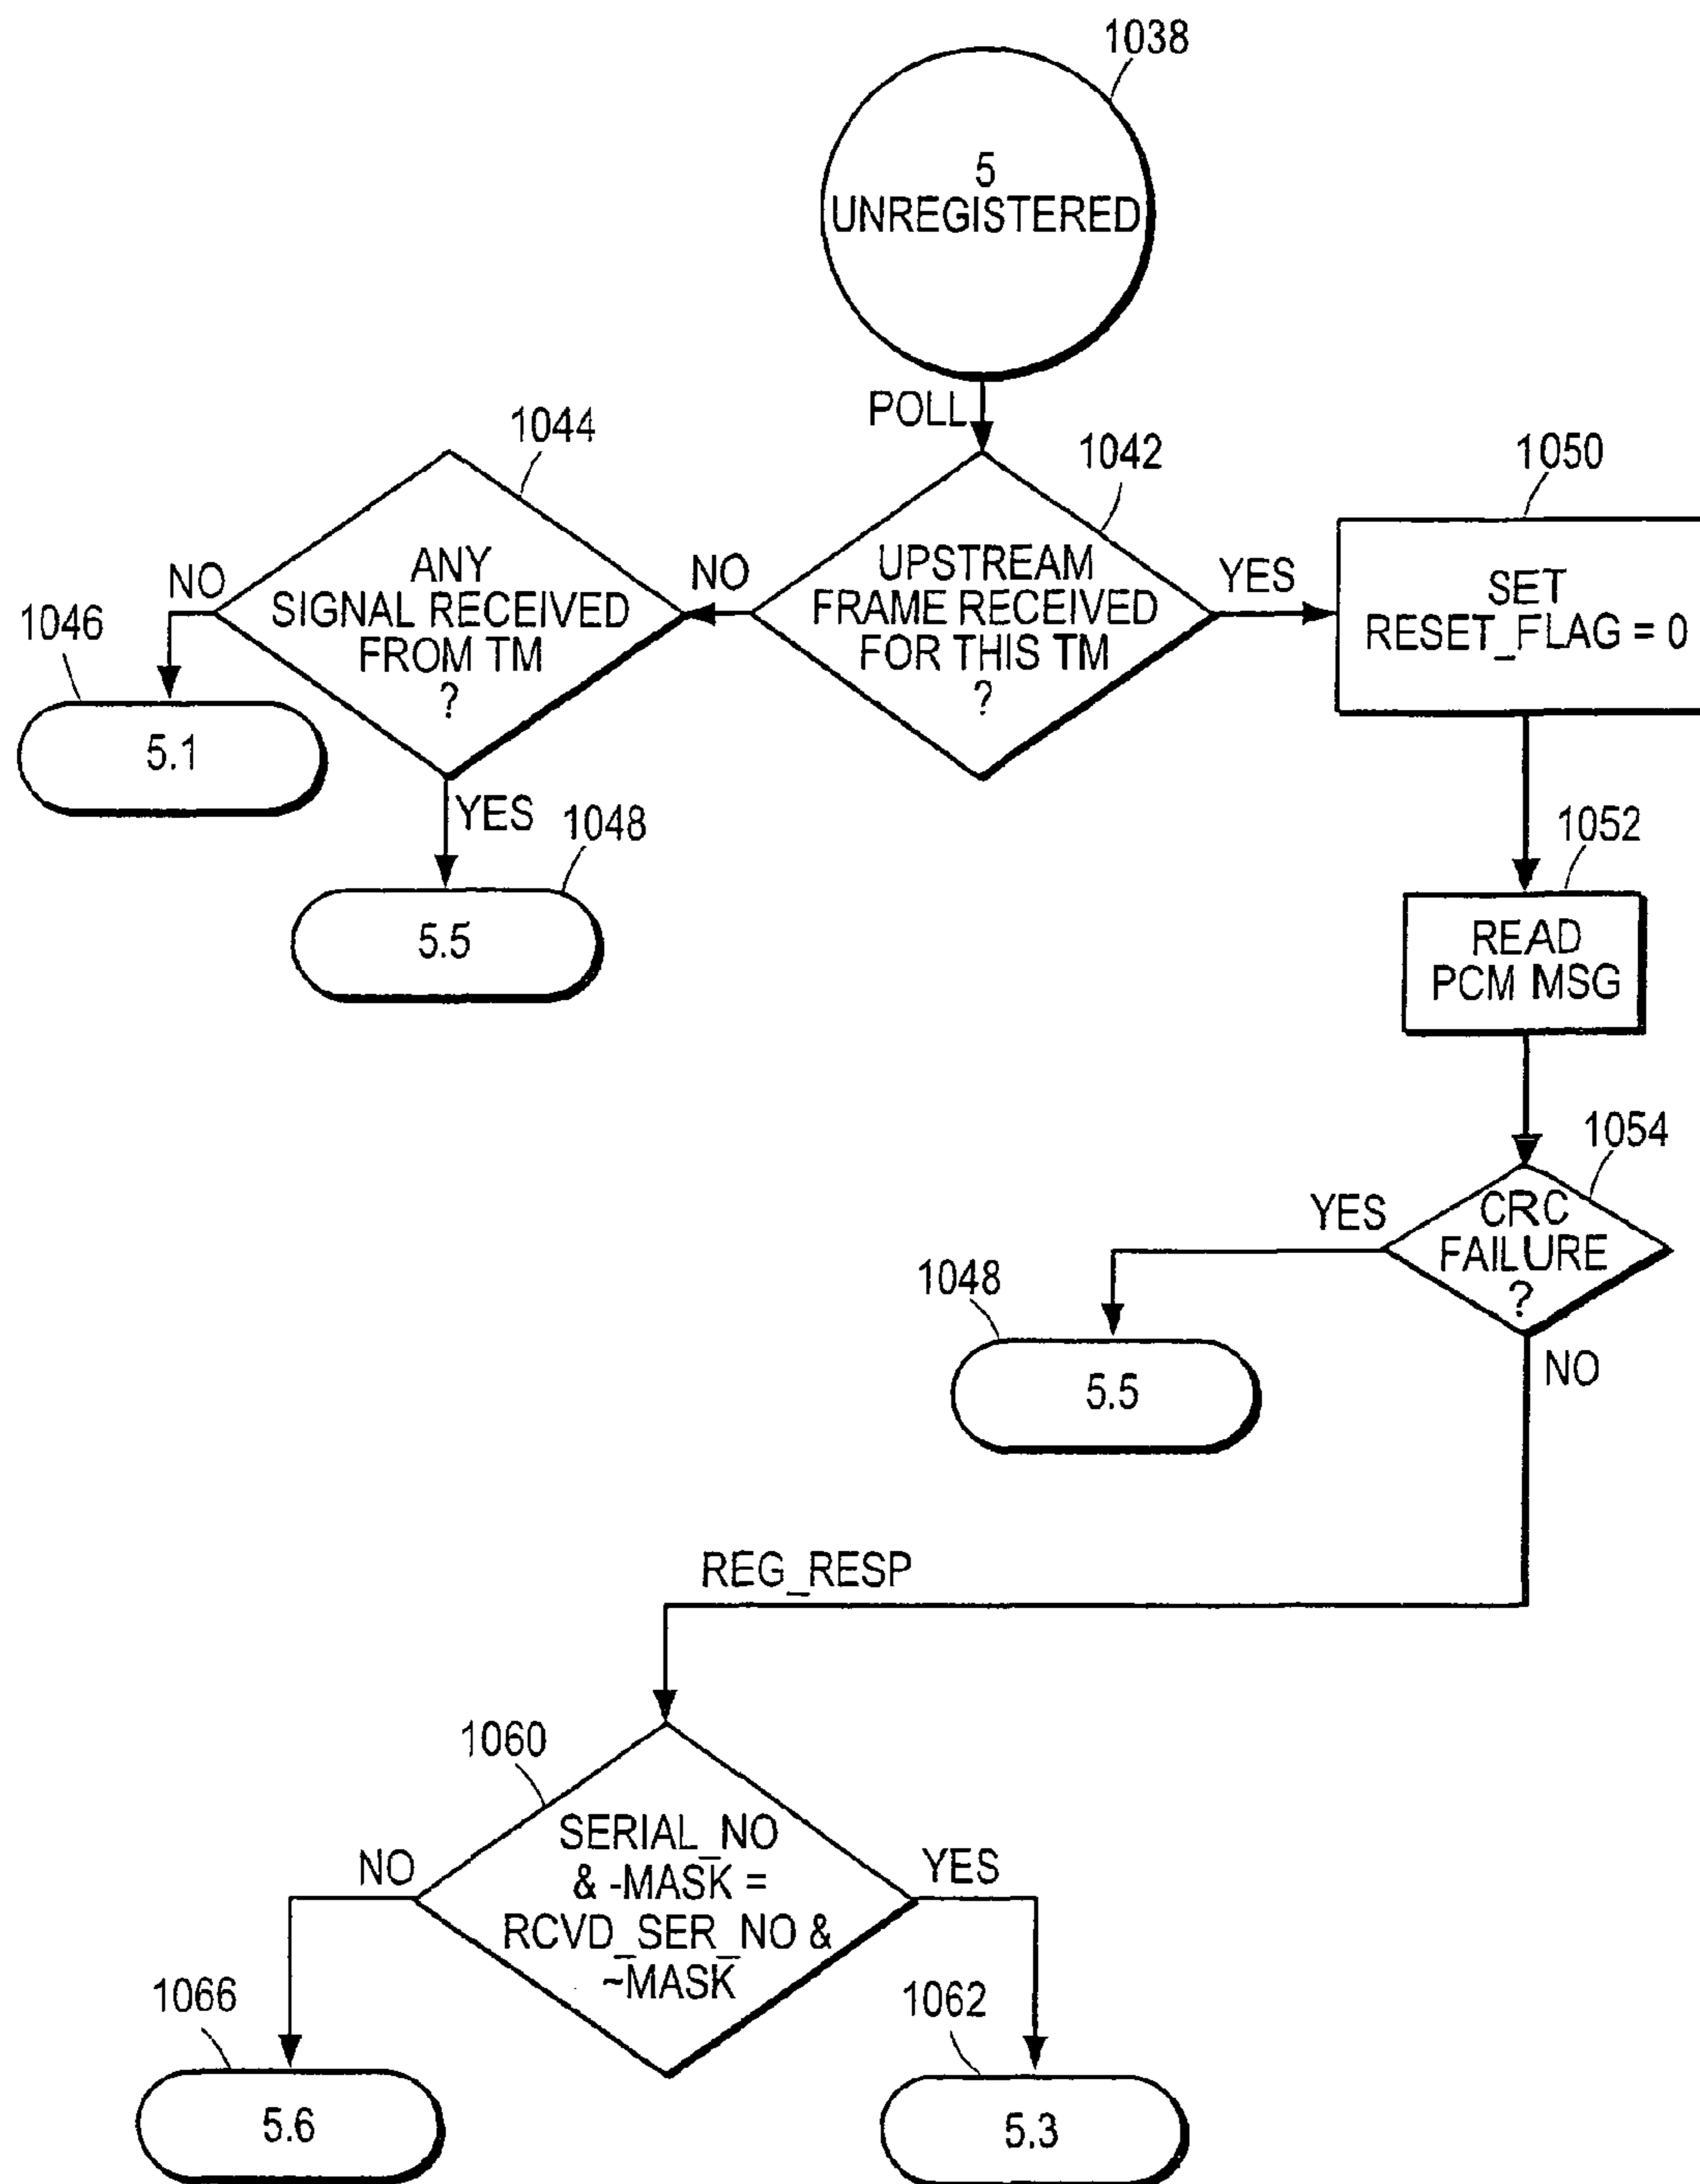 1038
5
UNREGISTERED
POLL
1044
1042
1050
ANY
SIGNAL RECEIVED
FROM TM
?
NO
YES
NO
UPSTREAM
FRAME RECEIVED
FOR THIS TM
?
YES
SET
RESET_FLAG = 0
1046
5.1
1048
5.5
1052
READ
PCM MSG
1054
CRC
FAILURE
?
YES
NO
1048
5.5
REG_RESP
1060
SERIAL_NO
& -MASK =
RCVD_SER_NO &
~MASK
NO
YES
1066
5.6
1062
5.3